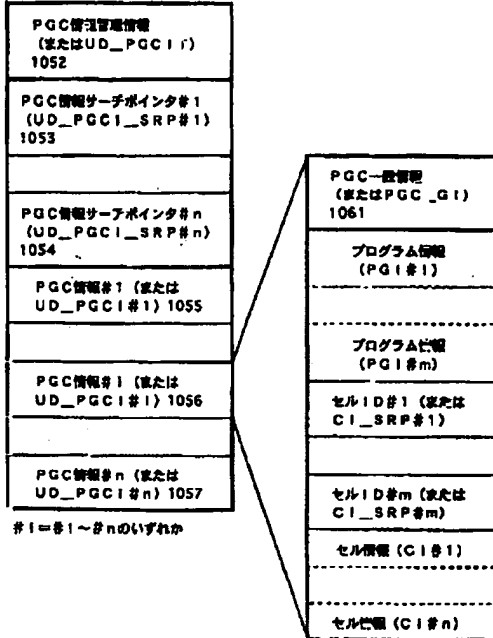 PGC情報管理情報
(またはUD__PGCI I)
1052
PGC情報サーチポインタ#1
(UD__PGCI__SRP#1)
1053
PGC情報サーチポインタ#n
(UD__PGCI__SRP#n)
1054
PGC情報#1 (または
UD__PGCI#1) 1055
PGC情報#i (または
UD__PGCI#i) 1056
PGC情報#n (または
UD__PGCI#n) 1057
#i=#1~#nのいずれか
PGC一般情報
(またはPGC_GI)
1061
プログラム情報
(PGI#1)
プログラム情報
(PGI#m)
セルID#1 (または
CI__SRP#1)
セルID#m (または
CI__SRP#m)
セル情報 (CI#1)
セル情報 (CI#n)